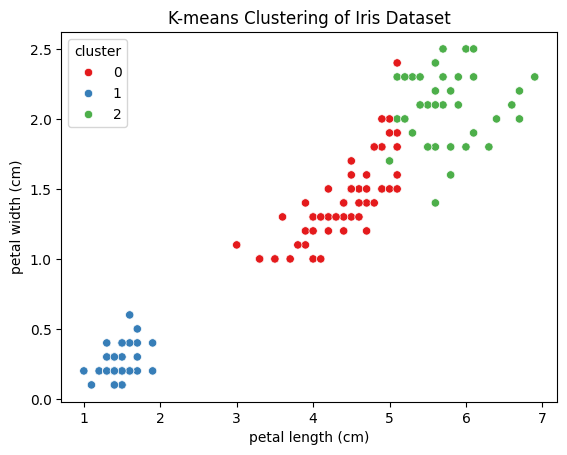 K-means Clustering of Iris Dataset
cluster
0
1
2
petal width (cm)
2.5
2.0
1.5
1.0
0.5
0.0
1 2 3 4 5 6 7
petal length (cm)